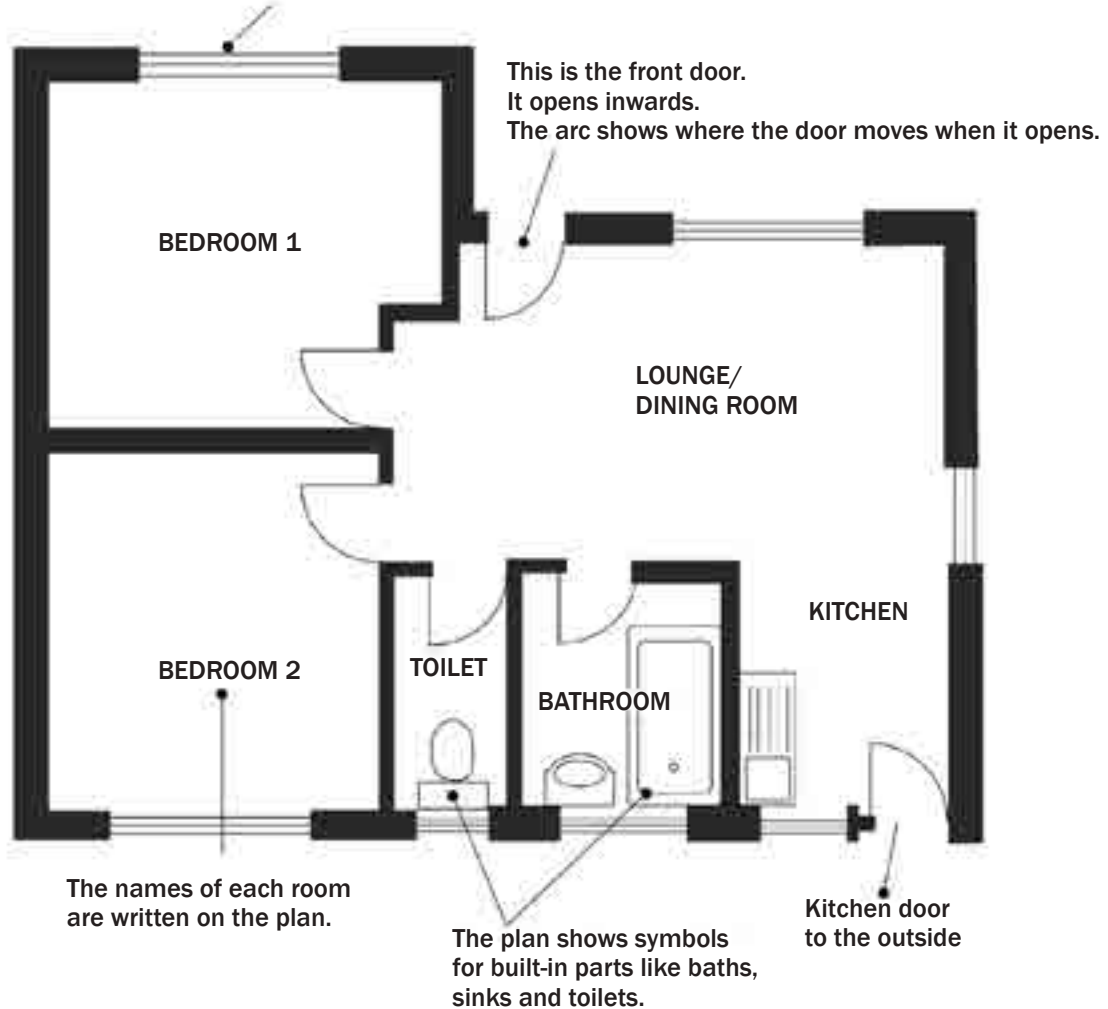 This is the front door.
It opens inwards.
The arc shows where the door moves when it opens.
BEDROOM 1
LOUNGE/
DINING ROOM
KITCHEN
BEDROOM 2
TOILET
BATHROOM
The names of each room
are written on the plan.
Kitchen door
to the outside
The plan shows symbols
for built-in parts like baths,
sinks and toilets.